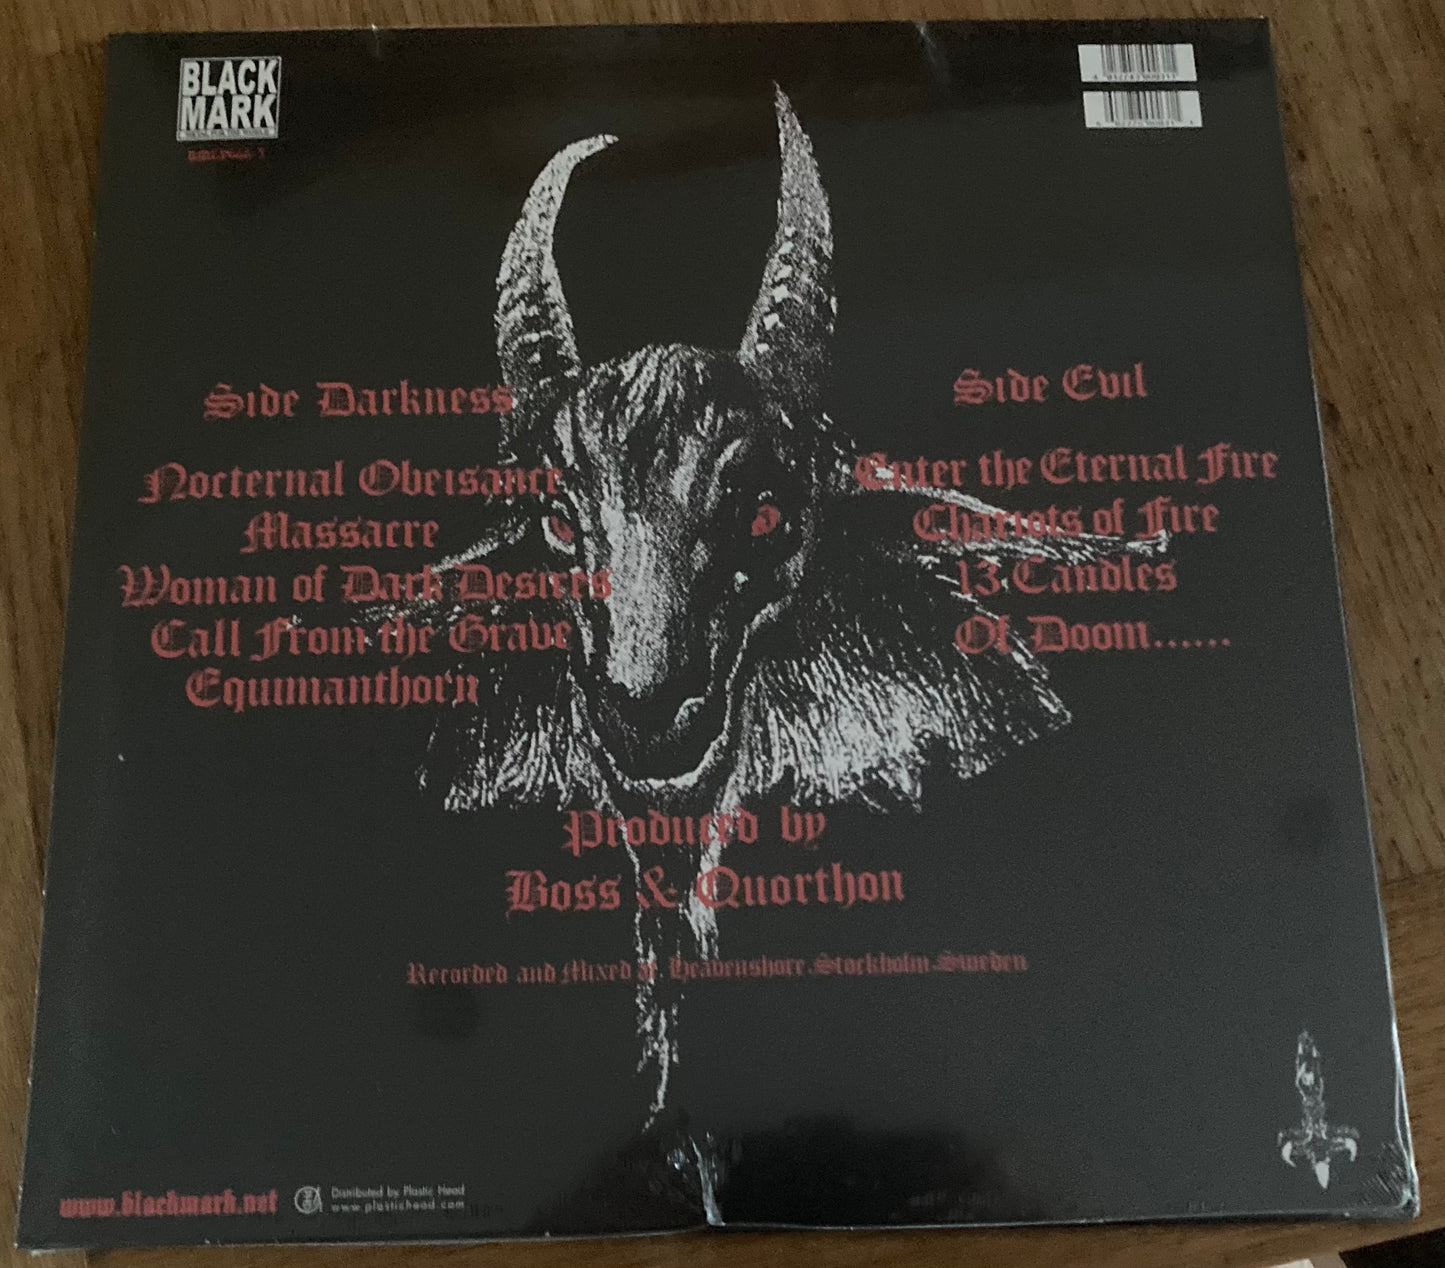 BLACK
MARK
Side Darkness
Nocternal Obeisance
Massacre
Woman of Dark Desires
Call From the Grave
Equimanthorn
Side Evil
Enter the Eternal Fire
Chariots of Fire
13 Candles
Of Doom......
Produced by
Boss & Quorthon
Recorded and Mixed at Heavenshore.Stockholm.Sweden
www.blackmark.net
Distributed by Plastic Head
www.plastichead.com